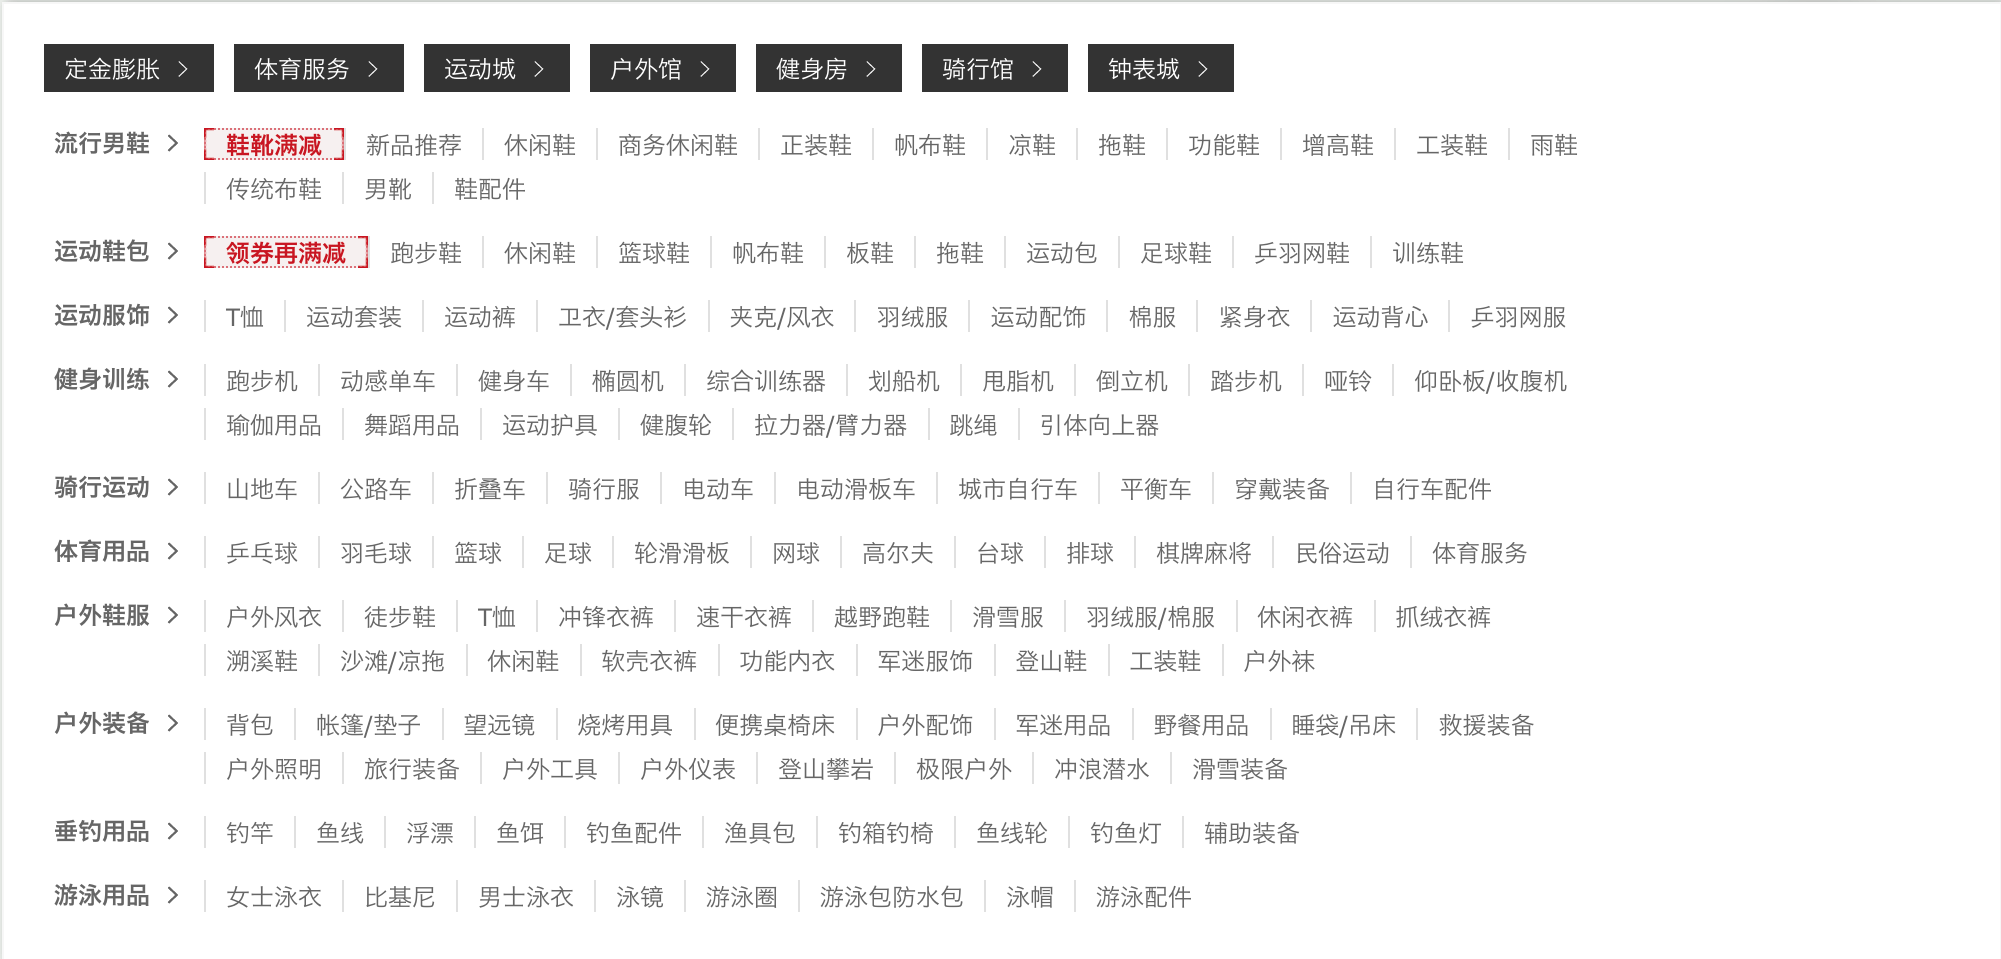 定金膨胀 > 体育服务 > 运动城 > 户外馆 > 健身房 > 骑行馆 > 钟表城 >
流行男鞋 > 鞋靴满减 新品推荐 休闲鞋 商务休闲鞋 正装鞋 帆布鞋 凉鞋 拖鞋 功能鞋 增高鞋 工装鞋 雨鞋
传统布鞋 男靴 鞋配件
运动鞋包 > 领券再满减 跑步鞋 休闲鞋 篮球鞋 帆布鞋 板鞋 拖鞋 运动包 足球鞋 乒羽网鞋 训练鞋
运动服饰 > T恤 运动套装 运动裤 卫衣/套头衫 夹克/风衣 羽绒服 运动配饰 棉服 紧身衣 运动背心 乒羽网服
健身训练 > 跑步机 动感单车 健身车 椭圆机 综合训练器 划船机 甩脂机 倒立机 踏步机 哑铃 仰卧板/收腹机
瑜伽用品 舞蹈用品 运动护具 健腹轮 拉力器/臂力器 跳绳 引体向上器
骑行运动 > 山地车 公路车 折叠车 骑行服 电动车 电动滑板车 城市自行车 平衡车 穿戴装备 自行车配件
体育用品 > 乒乓球 羽毛球 篮球 足球 轮滑滑板 网球 高尔夫 台球 排球 棋牌麻将 民俗运动 体育服务
户外鞋服 > 户外风衣 徒步鞋 T恤 冲锋衣裤 速干衣裤 越野跑鞋 滑雪服 羽绒服/棉服 休闲衣裤 抓绒衣裤
溯溪鞋 沙滩/凉拖 休闲鞋 软壳衣裤 功能内衣 军迷服饰 登山鞋 工装鞋 户外袜
户外装备 > 背包 帐篷/垫子 望远镜 烧烤用具 便携桌椅床 户外配饰 军迷用品 野餐用品 睡袋/吊床 救援装备
户外照明 旅行装备 户外工具 户外仪表 登山攀岩 极限户外 冲浪潜水 滑雪装备
垂钓用品 > 钓竿 鱼线 浮漂 鱼饵 钓鱼配件 渔具包 钓箱钓椅 鱼线轮 钓鱼灯 辅助装备
游泳用品 > 女士泳衣 比基尼 男士泳衣 泳镜 游泳圈 游泳包防水包 泳帽 游泳配件